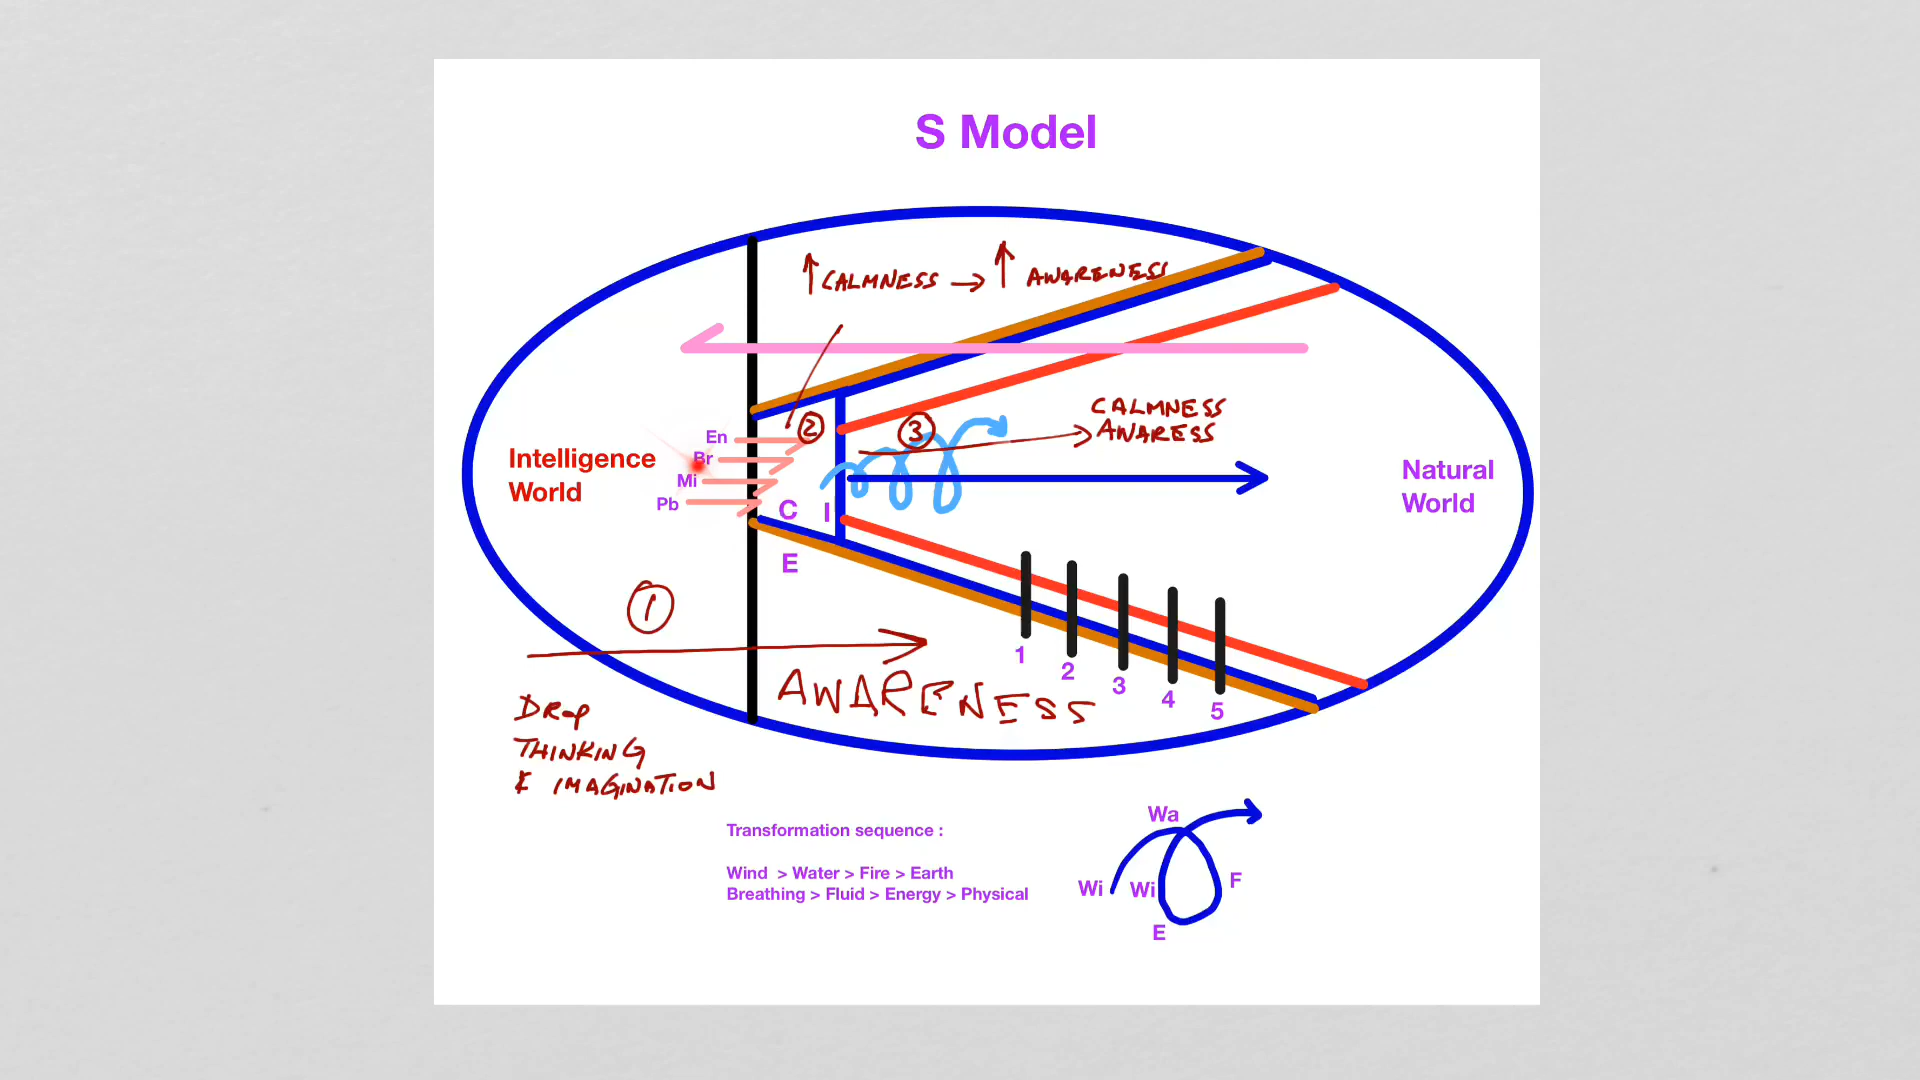 S Model
↑ CALMNESS → ↑ AWARENESS
CALMNESS
AWARESS
②
③
En
Br
Mi
Pb
Intelligence
World
Natural
World
C I
E
①
AWARENESS
1
2
3
4
5
DROP
THINKING
& IMAGINATION
Transformation sequence :
Wind > Water > Fire > Earth
Breathing > Fluid > Energy > Physical
Wa
Wi Wi F
E